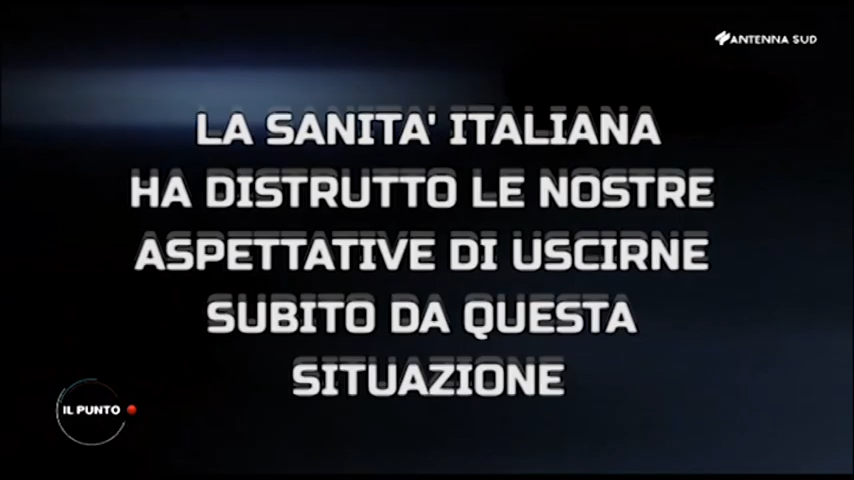 ANTENNA SUD
LA SANITA' ITALIANA
HA DISTRUTTO LE NOSTRE
ASPETTATIVE DI USCIRNE
SUBITO DA QUESTA
SITUAZIONE
IL PUNTO